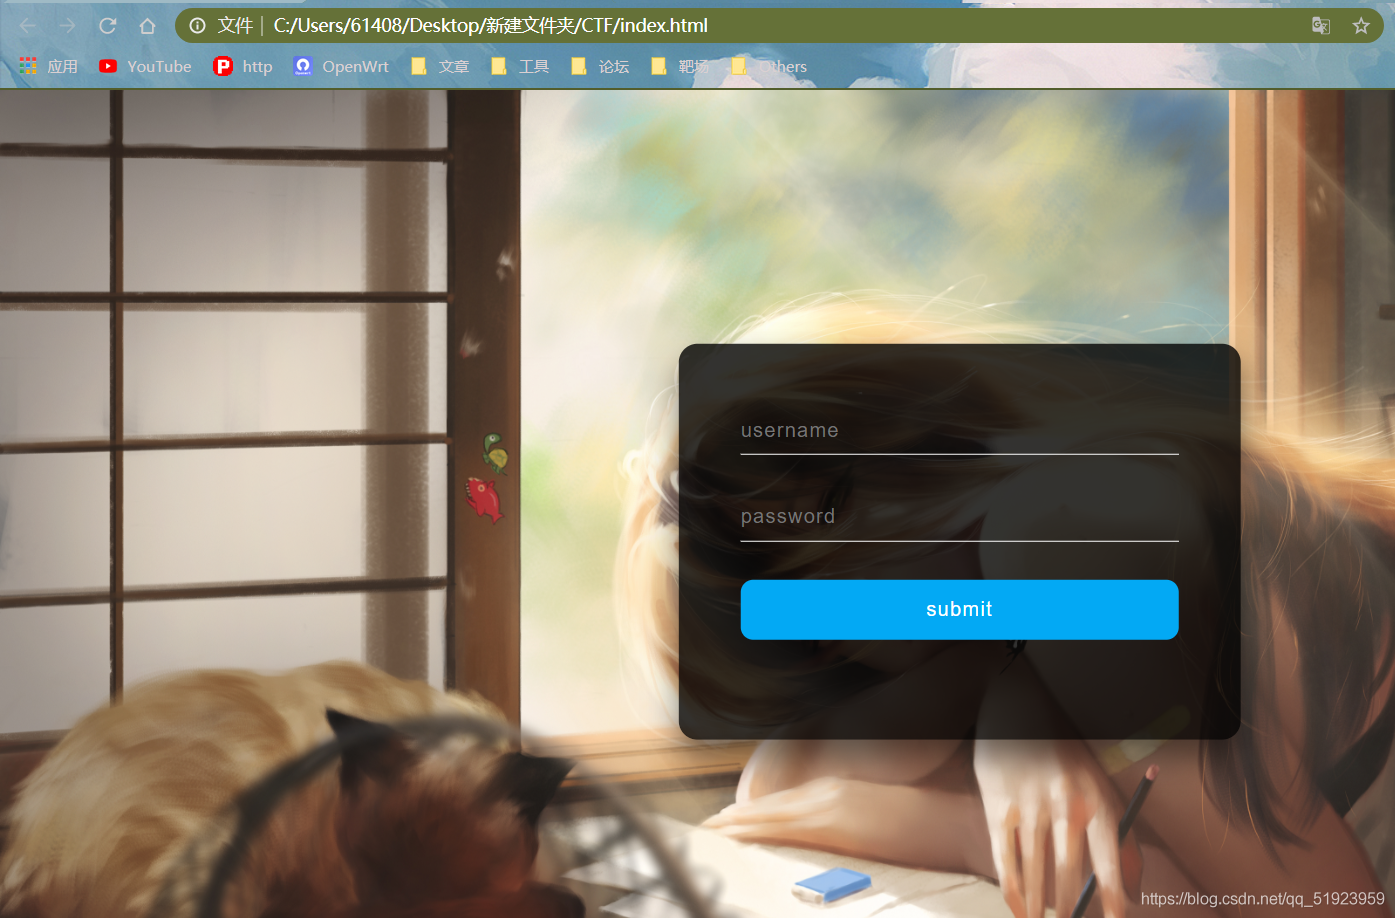 文件 | C:/Users/61408/Desktop/新建文件夹/CTF/index.html
应用 YouTube http OpenWrt 文章 工具 论坛 靶场 Others
username
password
submit
https://blog.csdn.net/qq_51923959